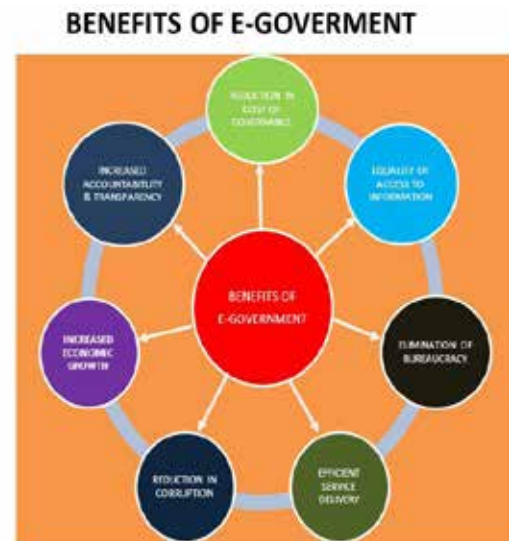 BENEFITS OF E-GOVERMENT
REDUCTION IN
COST OF
GOVERNANCE
EQUALITY OF
ACCESS TO
INFORMATION
ELIMINATION OF
BUREAUCRACY
EFFICIENT
SERVICE
DELIVERY
REDUCTION IN
CORRUPTION
INCREASED
ECONOMIC
GROWTH
INCREASED
ACCOUNTABILITY
& TRANSPARENCY
BENEFITS OF
E-GOVERNMENT